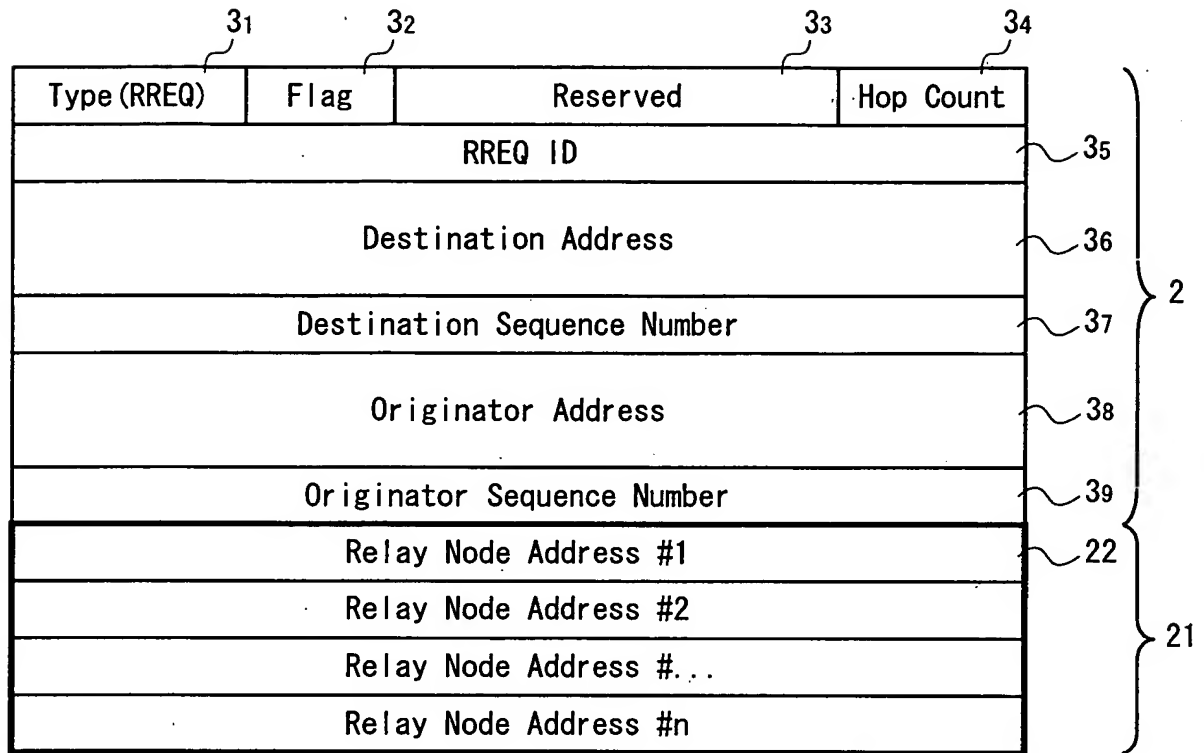 31 32 33 34
Type(RREQ) Flag Reserved Hop Count
RREQ ID 35
Destination Address 36
2
Destination Sequence Number 37
Originator Address 38
Originator Sequence Number 39
Relay Node Address #1 22
Relay Node Address #2
21
Relay Node Address #...
Relay Node Address #n